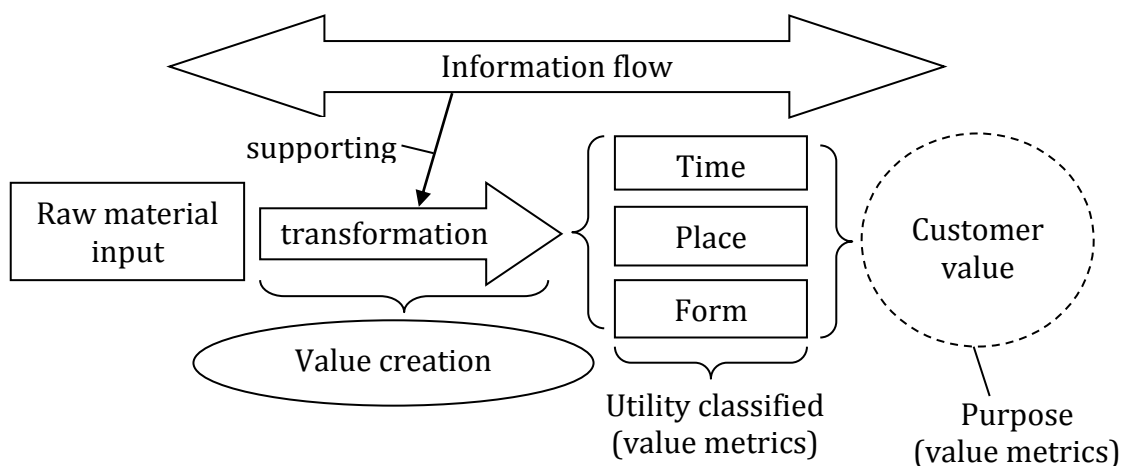 Information flow
supporting
Time
Raw material
input
transformation
Place
Customer
value
Form
Value creation
Utility classified
(value metrics)
Purpose
(value metrics)